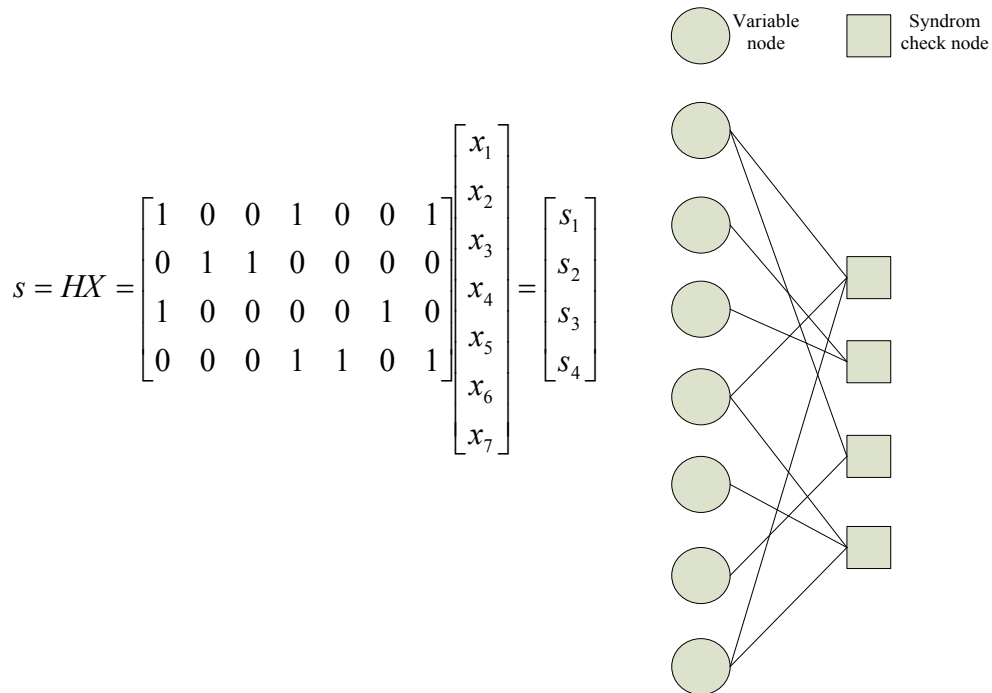 Variable node
Syndrom check node
s = HX =
1 0 0 1 0 0 1
0 1 1 0 0 0 0
1 0 0 0 0 1 0
0 0 0 1 1 0 1
x₁
x₂
x₃
x₄
x₅
x₆
x₇
=
s₁
s₂
s₃
s₄